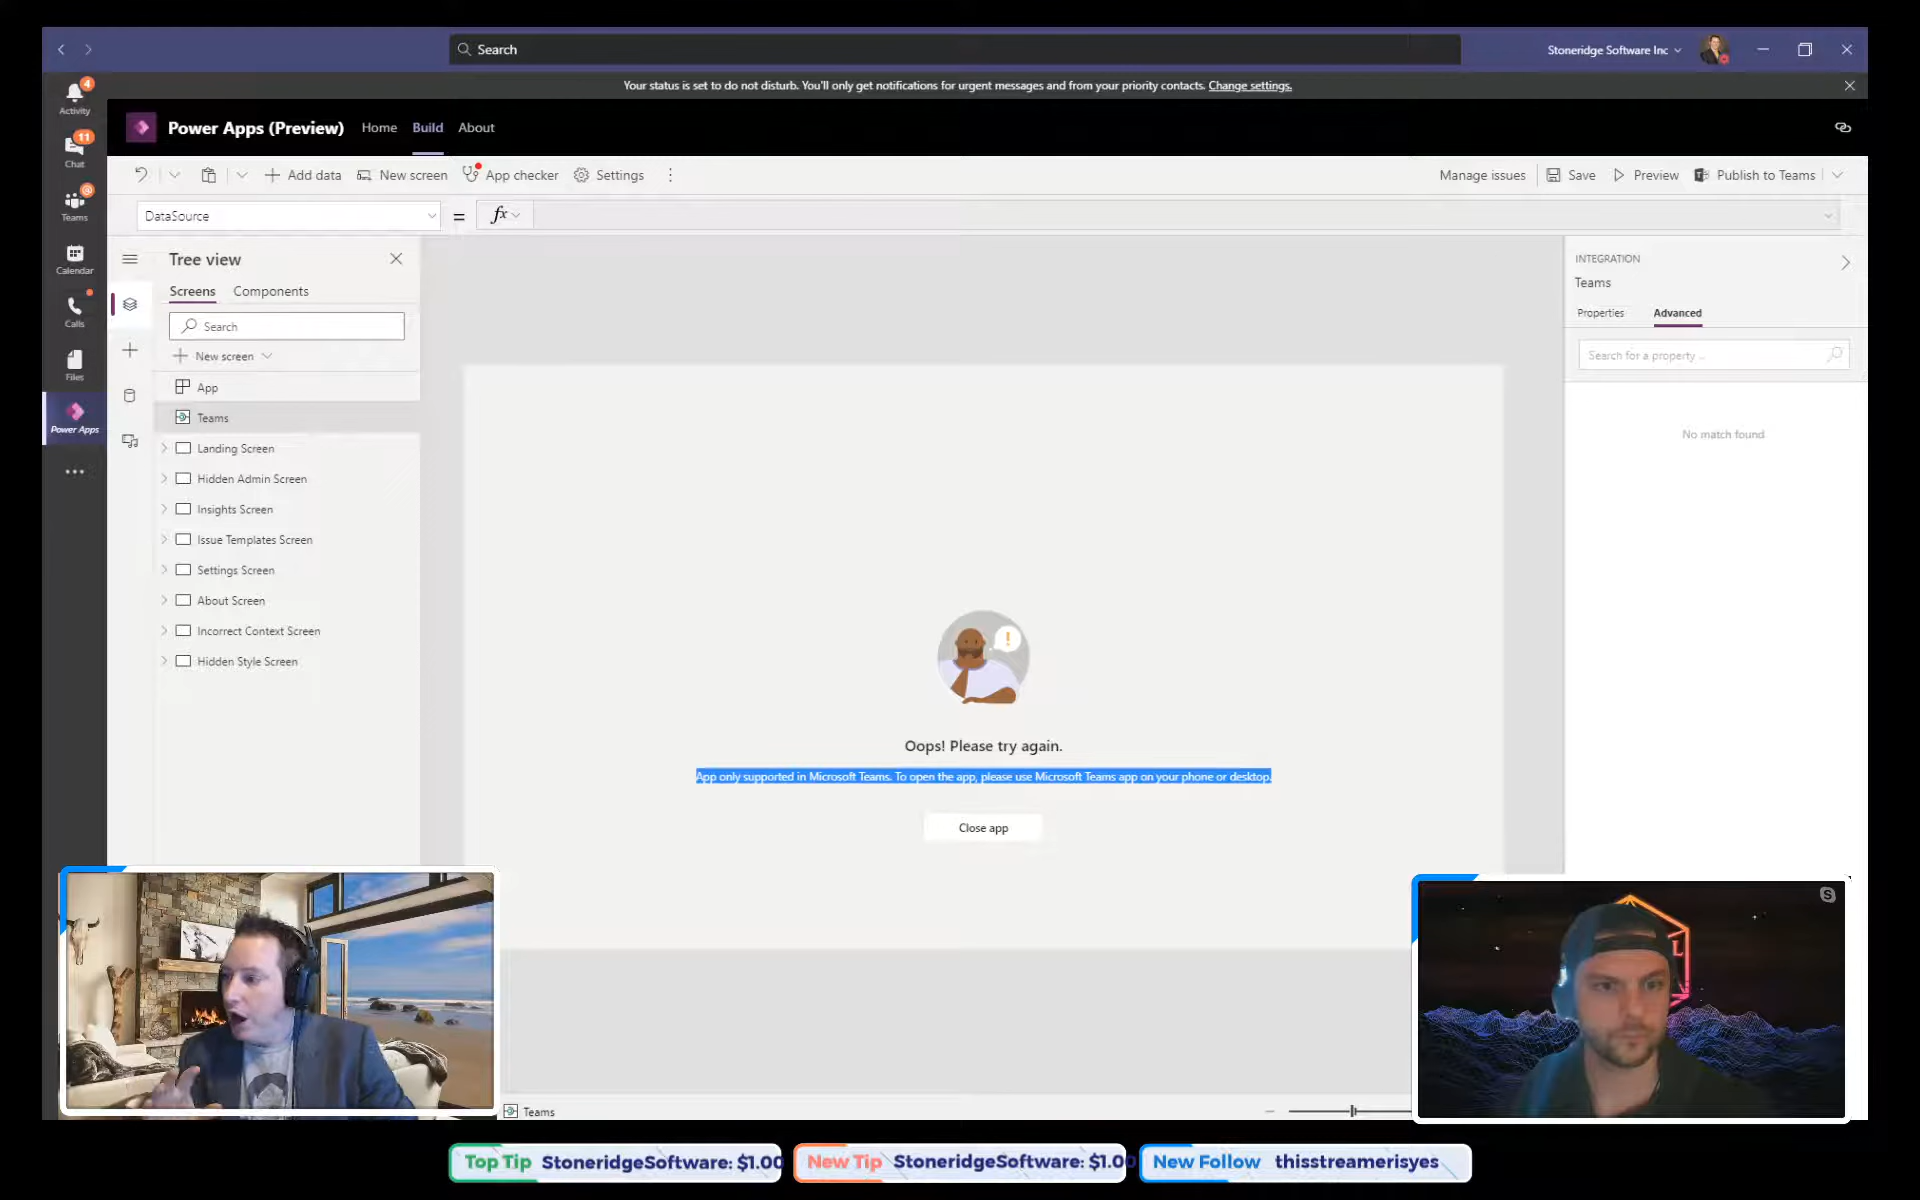 Search
Stoneridge Software Inc
Your status is set to do not disturb. You'll only get notifications for urgent messages and from your priority contacts. Change settings.
4
Activity
11
Chat
@
Teams
Calendar
Calls
Files
Power Apps
Power Apps (Preview)
Home
Build
About
Add data
New screen
App checker
Settings
Manage issues
Save
Preview
Publish to Teams
DataSource
=
fx
Tree view
Screens
Components
Search
New screen
App
Teams
Landing Screen
Hidden Admin Screen
Insights Screen
Issue Templates Screen
Settings Screen
About Screen
Incorrect Context Screen
Hidden Style Screen
!
Oops! Please try again.
App only supported in Microsoft Teams. To open the app, please use Microsoft Teams app on your phone or desktop.
Close app
INTEGRATION
Teams
Properties
Advanced
Search for a property ...
No match found
Teams
Top Tip StoneridgeSoftware: $1.00
New Tip StoneridgeSoftware: $1.00
New Follow thisstreamerisyes